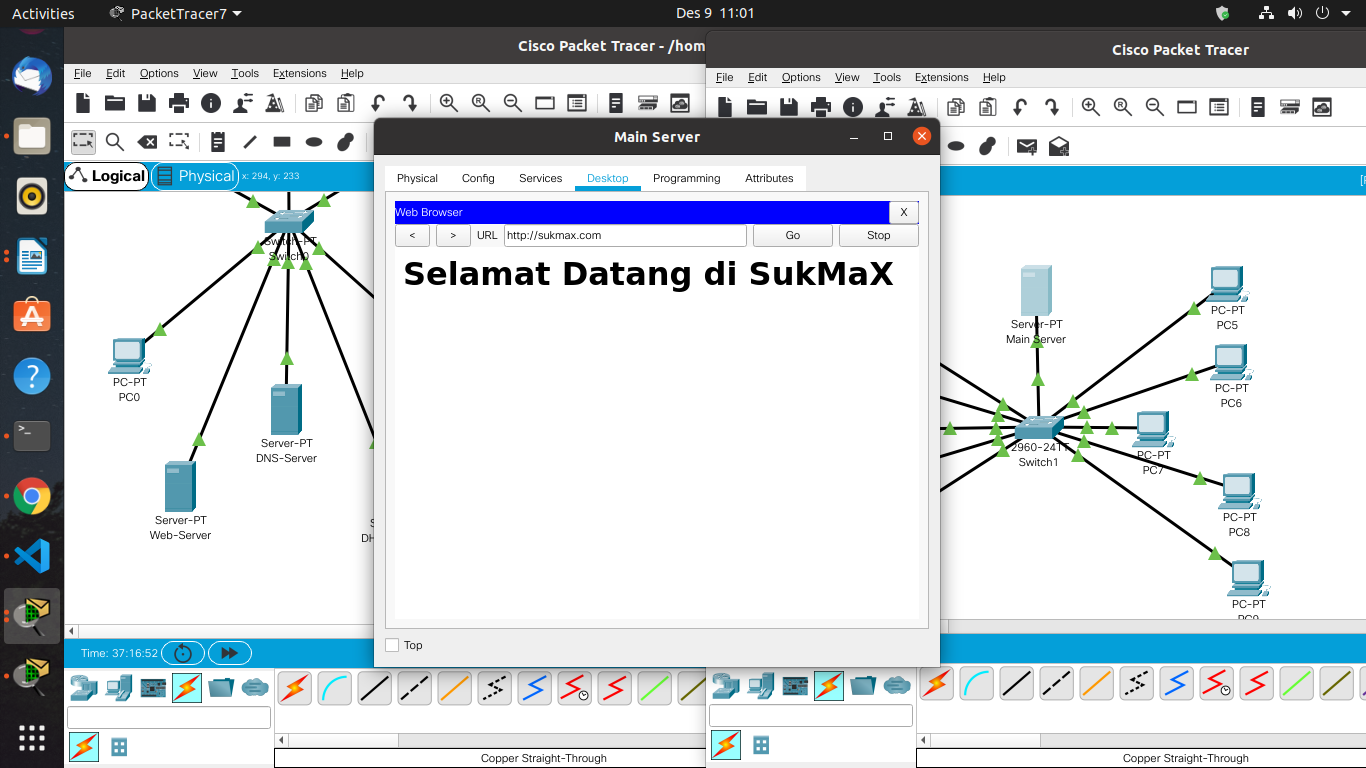 Activities
PacketTracer7
Des 9 11:01
Cisco Packet Tracer - /hom
Cisco Packet Tracer
File Edit Options View Tools Extensions Help
File Edit Options View Tools Extensions Help
Main Server
Logical
Physical
x: 294, y: 233
Physical Config Services Desktop Programming Attributes
Web Browser
X
< > URL http://sukmax.com Go Stop
Selamat Datang di SukMaX
Switch-PT
Switch0
PC-PT
PC0
Server-PT
DNS-Server
Server-PT
Web-Server
S
DH
Server-PT
Main Server
2960-24TT
Switch1
PC-PT
PC5
PC-PT
PC6
PC-PT
PC7
PC-PT
PC8
PC-PT
PC9
Top
Time: 37:16:52
Copper Straight-Through
Copper Straight-Through